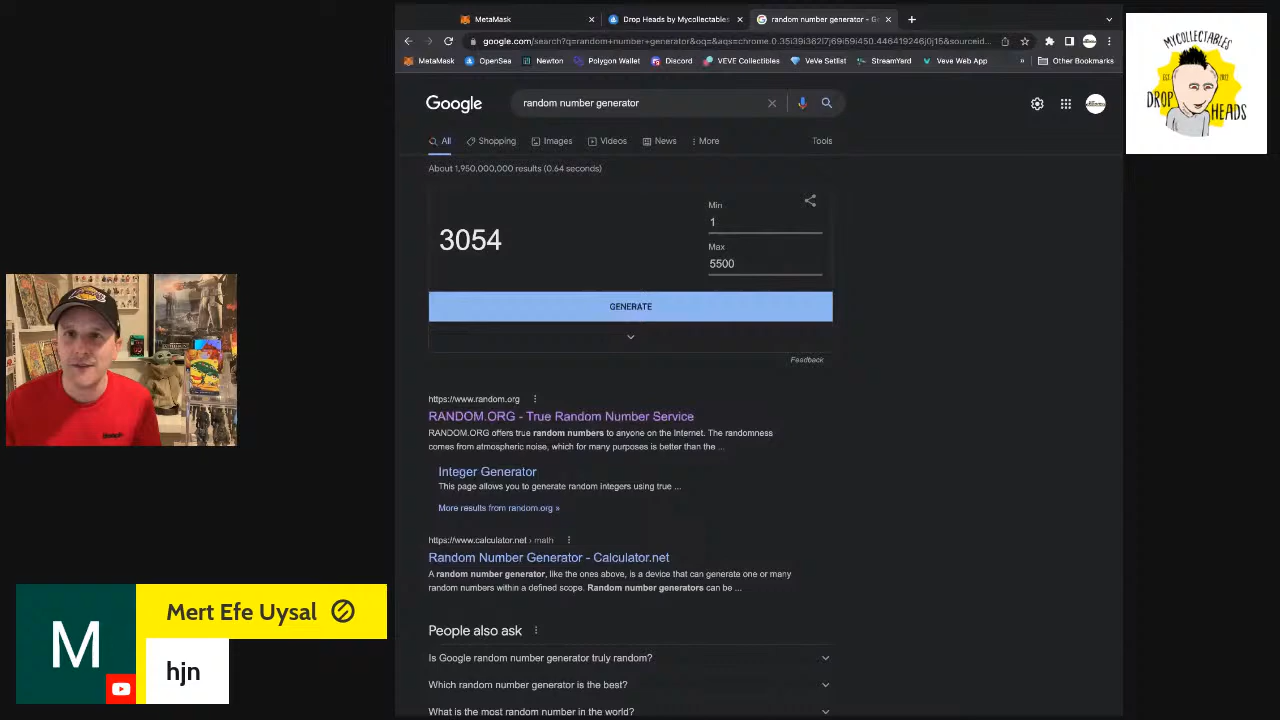 MetaMask
Drop Heads by Mycollectables
random number generator - G
google.com/search?q=random+number+generator&oq=&aqs=chrome.0.35i39i362l7j69i59i450.446419246j0j15&sourceid...
MetaMask
OpenSea
Newton
Polygon Wallet
Discord
VEVE Collectibles
VeVe Setlist
StreamYard
Veve Web App
»
Other Bookmarks
MYCOLLECTABLES
EST.
DROP HEADS
Google
random number generator
All
Shopping
Images
Videos
News
More
Tools
About 1,950,000,000 results (0.64 seconds)
3054
Min
1
Max
5500
GENERATE
Feedback
https://www.random.org
RANDOM.ORG - True Random Number Service
RANDOM.ORG offers true random numbers to anyone on the Internet. The randomness
comes from atmospheric noise, which for many purposes is better than the ...
Integer Generator
This page allows you to generate random integers using true ...
More results from random.org »
https://www.calculator.net › math
Random Number Generator - Calculator.net
A random number generator, like the ones above, is a device that can generate one or many
random numbers within a defined scope. Random number generators can be ...
People also ask
Is Google random number generator truly random?
Which random number generator is the best?
What is the most random number in the world?
M
Mert Efe Uysal
hjn